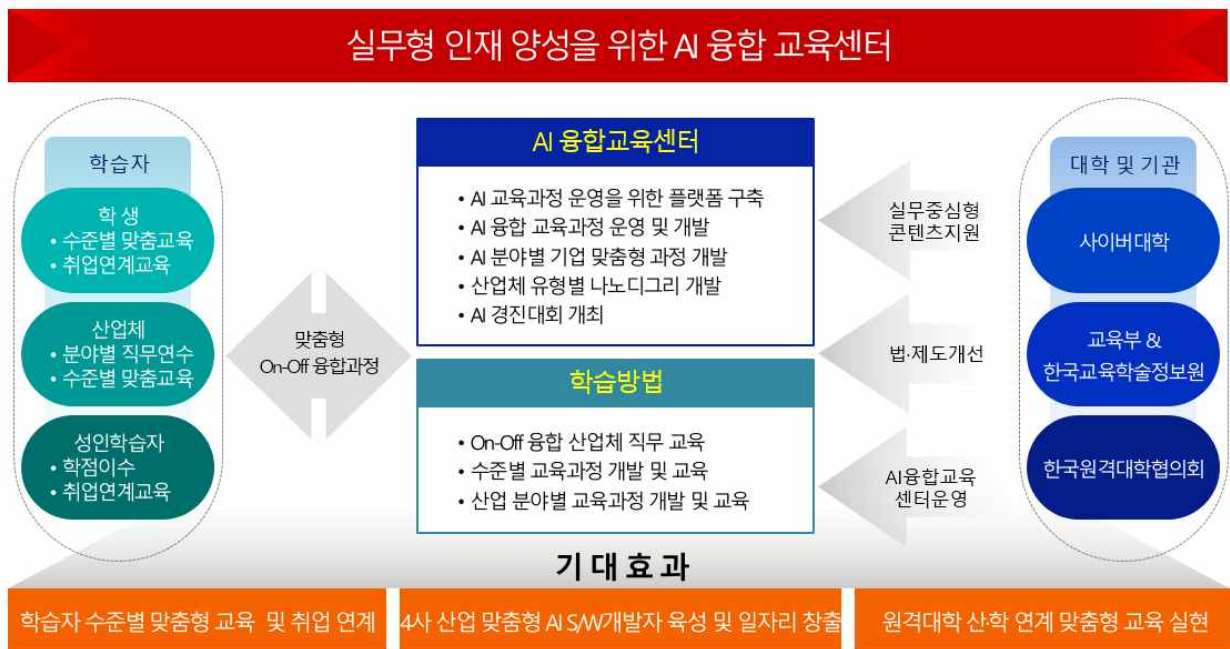 실무형 인재 양성을 위한 AI 융합 교육센터
학습자
학 생
• 수준별 맞춤교육
• 취업연계교육
산업체
• 분야별 직무연수
• 수준별 맞춤교육
성인학습자
• 학점이수
• 취업연계교육
맞춤형
On-Off 융합과정
AI 융합교육센터
• AI 교육과정 운영을 위한 플랫폼 구축
• AI 융합 교육과정 운영 및 개발
• AI 분야별 기업 맞춤형 과정 개발
• 산업체 유형별 나노디그리 개발
• AI 경진대회 개최
학습방법
• On-Off 융합 산업체 직무 교육
• 수준별 교육과정 개발 및 교육
• 산업 분야별 교육과정 개발 및 교육
실무중심형
콘텐츠지원
법·제도개선
AI융합교육
센터운영
대학 및 기관
사이버대학
교육부 &
한국교육학술정보원
한국원격대학협의회
기 대 효 과
학습자 수준별 맞춤형 교육 및 취업 연계
4사 산업 맞춤형 AI S/W개발자 육성 및 일자리 창출
원격대학 산·학 연계 맞춤형 교육 실현